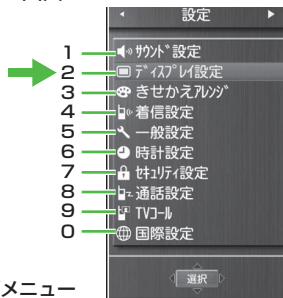 設定
1 サウンド設定
2 ディスプレイ設定
3 きせかえアレンジ
4 着信設定
5 一般設定
6 時計設定
7 セキュリティ設定
8 通話設定
9 TVコール
0 国際設定
選択
メニュー